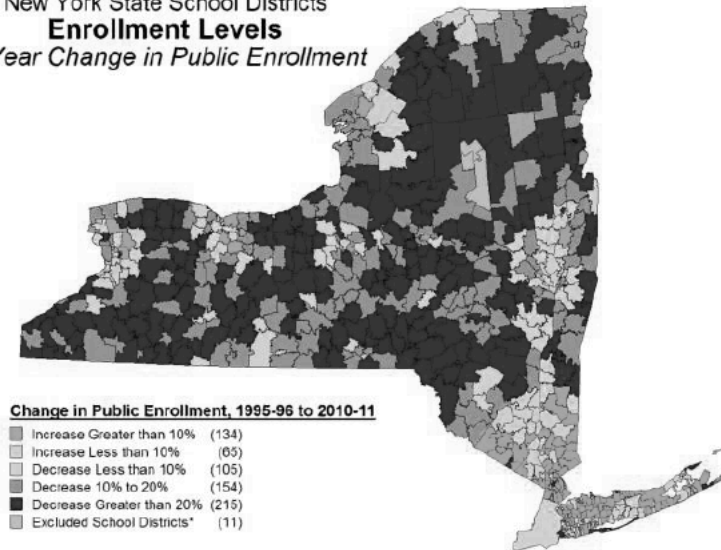 New York State School Districts
Enrollment Levels
Year Change in Public Enrollment
Change in Public Enrollment, 1995-96 to 2010-11
Increase Greater than 10% (134)
Increase Less than 10% (65)
Decrease Less than 10% (105)
Decrease 10% to 20% (154)
Decrease Greater than 20% (215)
Excluded School Districts* (11)